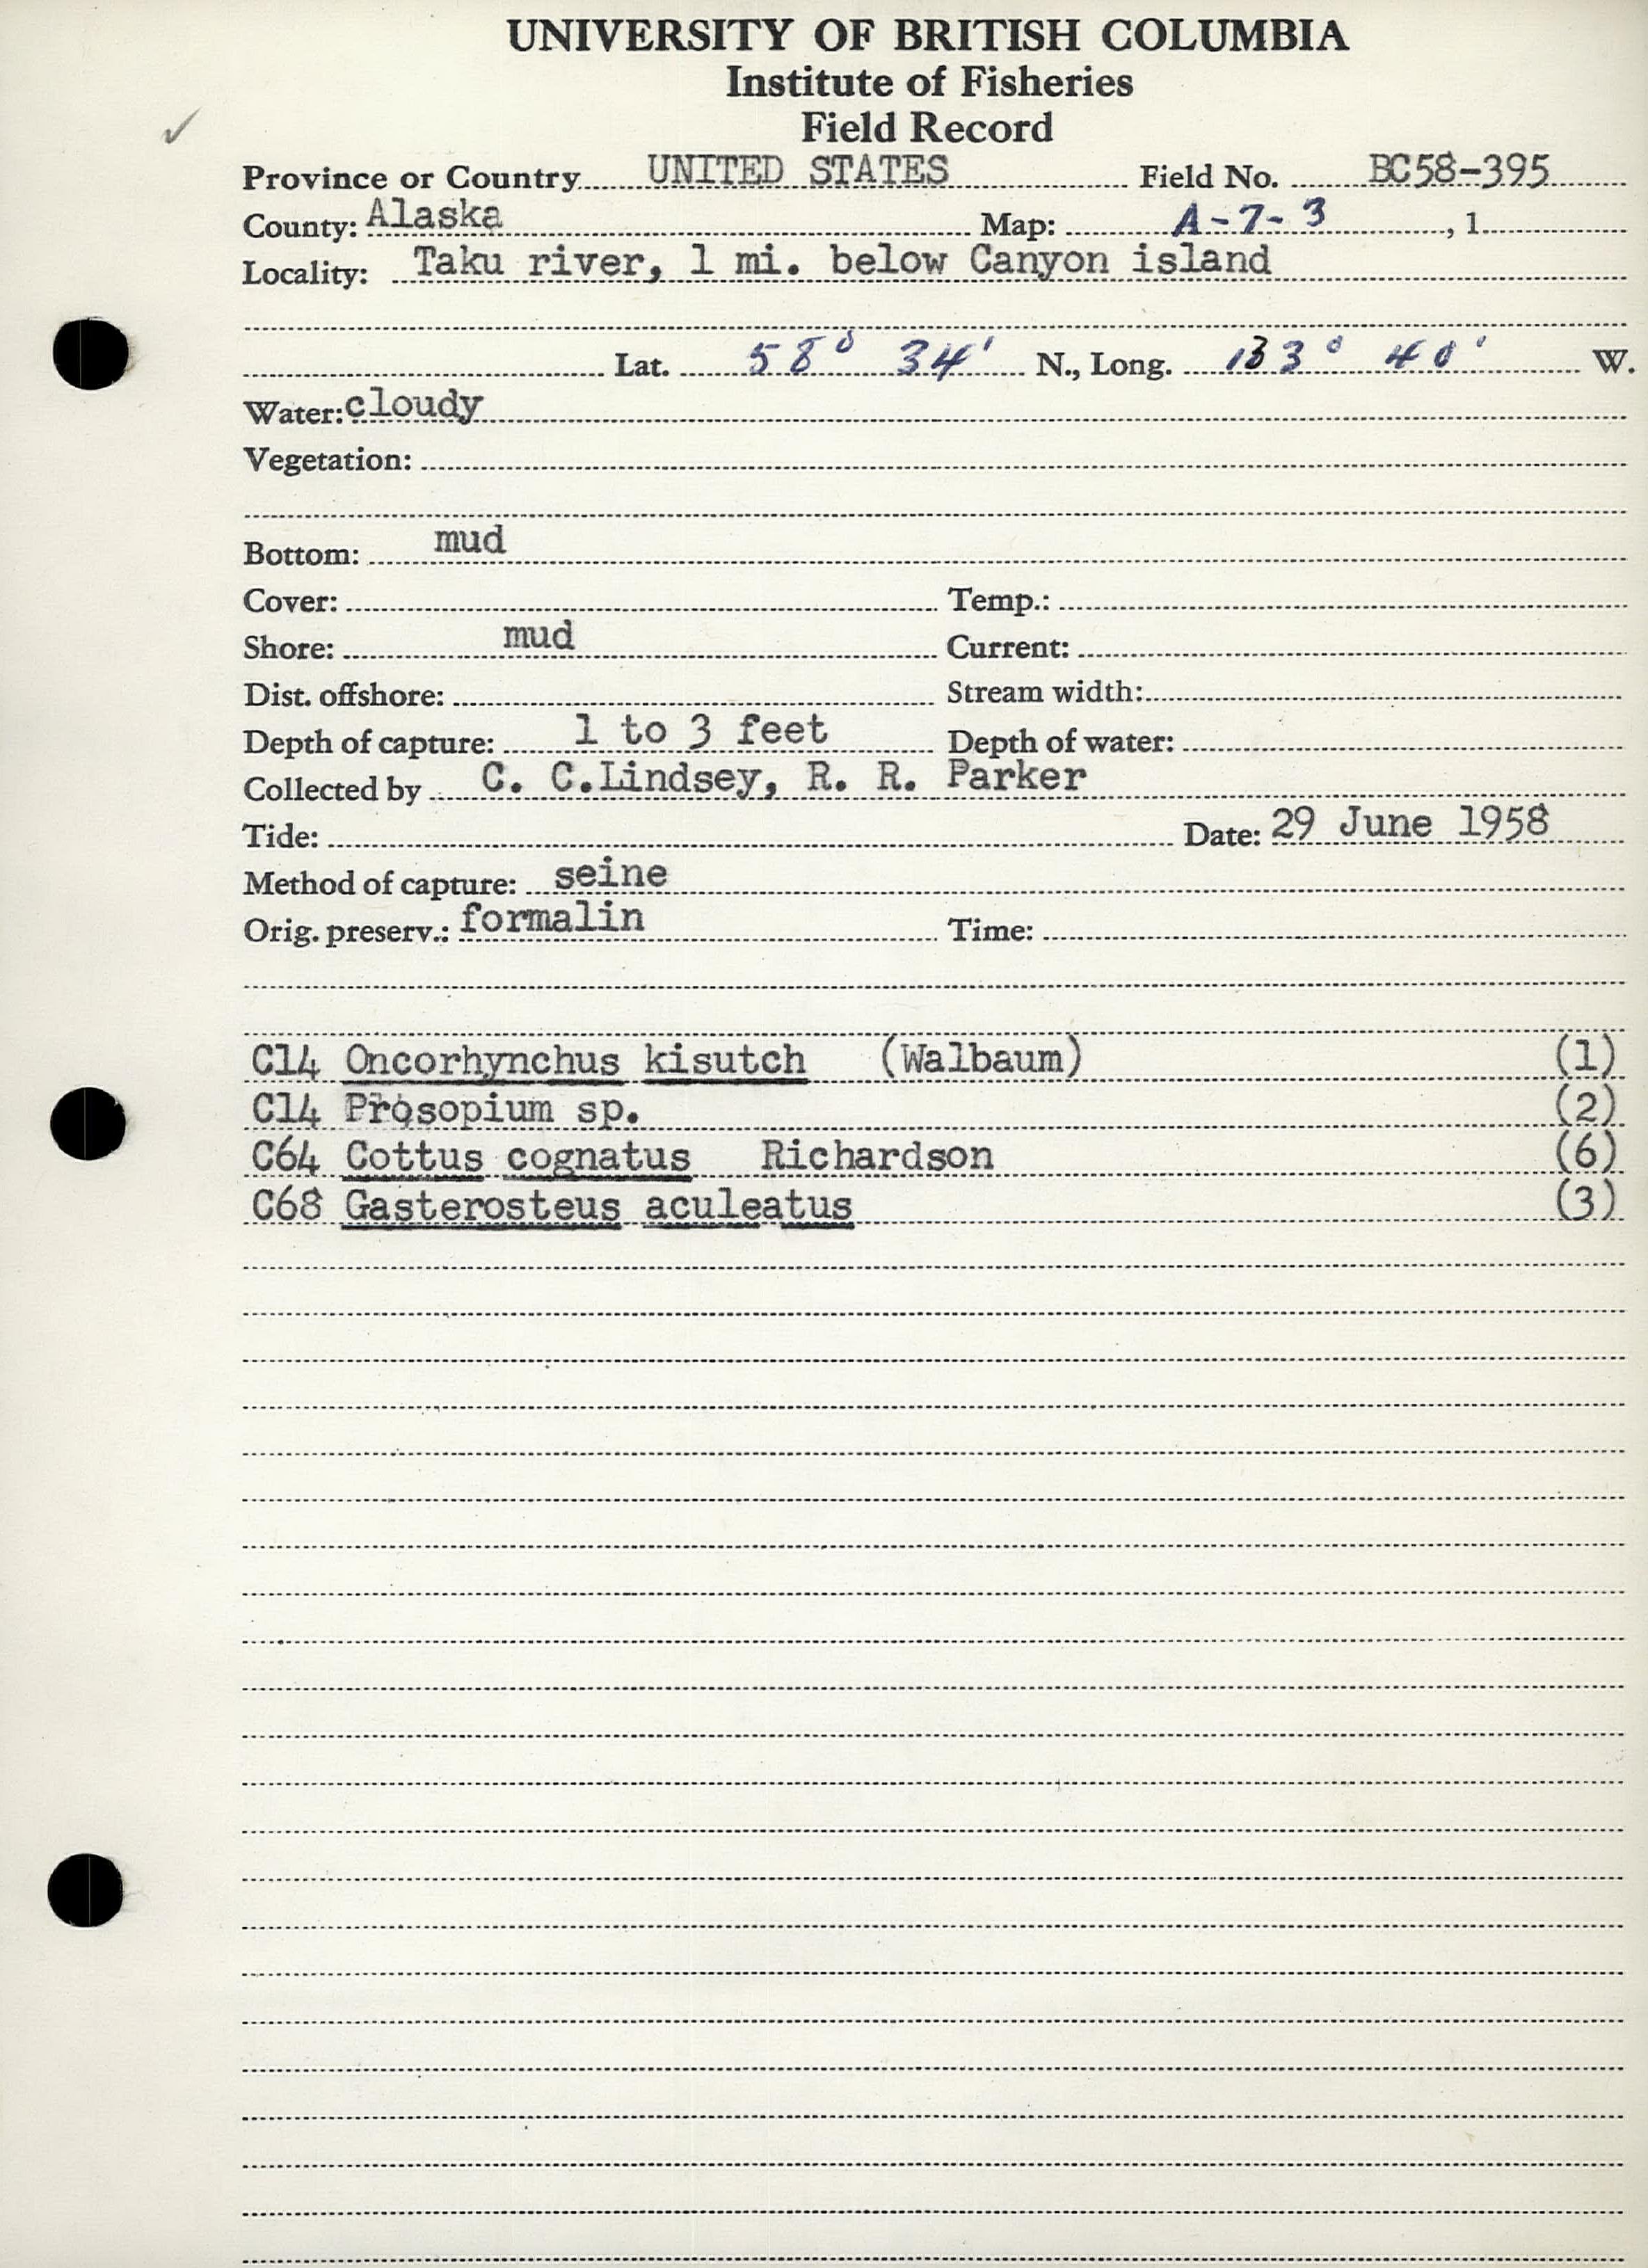 UNIVERSITY OF BRITISH COLUMBIA
Institute of Fisheries
Field Record
✓
Province or Country UNITED STATES Field No. BC58-395
County: Alaska Map: A-7-3, 1
Locality: Taku river, 1 mi. below Canyon island
Lat. 58° 34' N., Long. 133° 40' W.
Water: cloudy
Vegetation:
Bottom: mud
Cover: Temp.:
Shore: mud Current:
Dist. offshore: Stream width:
Depth of capture: 1 to 3 feet Depth of water:
Collected by C. C.Lindsey, R. R. Parker
Tide: Date: 29 June 1958
Method of capture: seine
Orig. preserv.: formalin Time:
C14 Oncorhynchus kisutch (Walbaum) (1)
C14 Prosopium sp. (2)
C64 Cottus cognatus Richardson (6)
C68 Gasterosteus aculeatus (3)